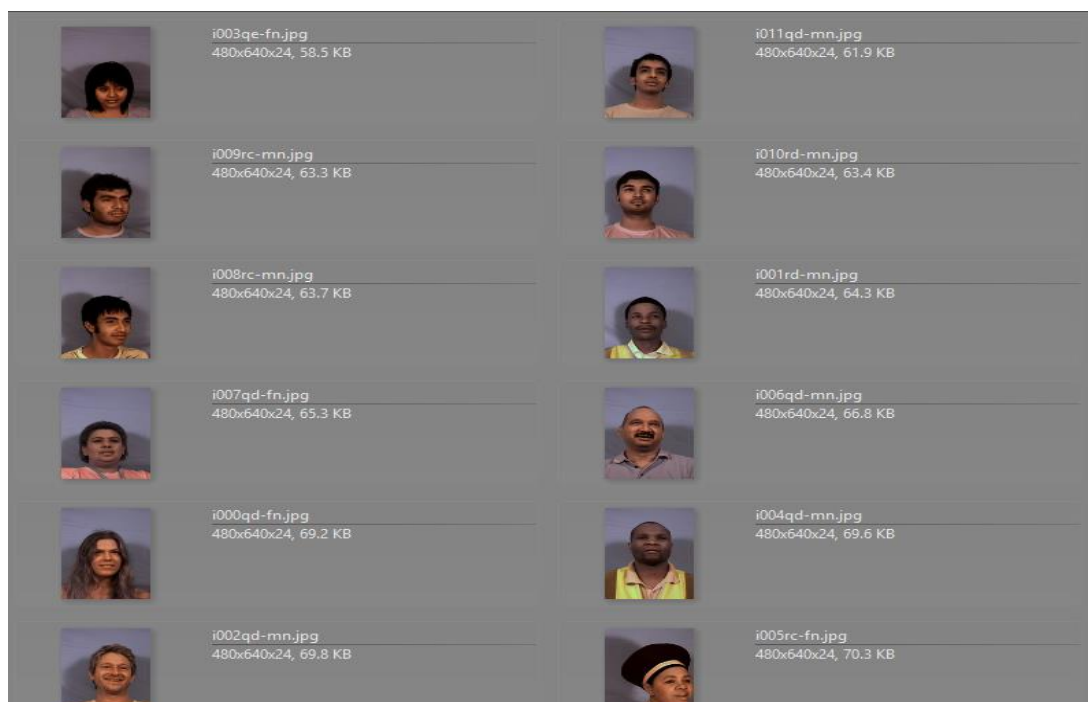 i003qe-fn.jpg
480x640x24, 58.5 KB
i011qd-mn.jpg
480x640x24, 61.9 KB
i009rc-mn.jpg
480x640x24, 63.3 KB
i010rd-mn.jpg
480x640x24, 63.4 KB
i008rc-mn.jpg
480x640x24, 63.7 KB
i001rd-mn.jpg
480x640x24, 64.3 KB
i007qd-fn.jpg
480x640x24, 65.3 KB
i006qd-mn.jpg
480x640x24, 66.8 KB
i000qd-fn.jpg
480x640x24, 69.2 KB
i004qd-mn.jpg
480x640x24, 69.6 KB
i002qd-mn.jpg
480x640x24, 69.8 KB
i005rc-fn.jpg
480x640x24, 70.3 KB